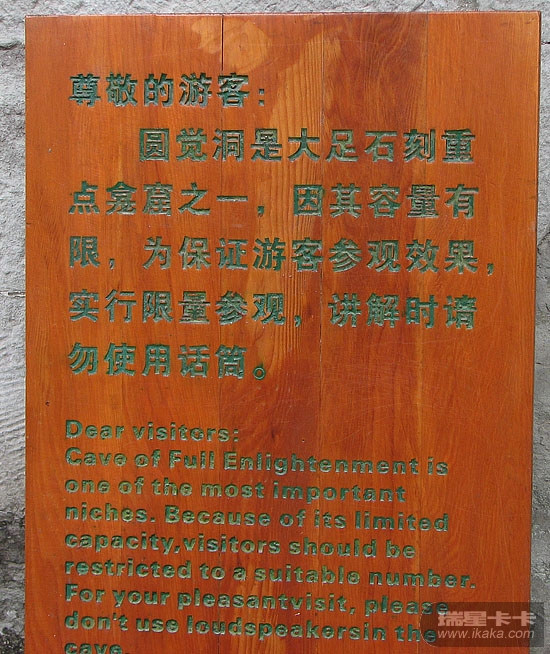 尊敬的游客：
圆觉洞是大足石刻重
点龛窟之一，因其容量有
限，为保证游客参观效果，
实行限量参观，讲解时请
勿使用话筒。
Dear visitors:
Cave of Full Enlightenment is
one of the most important
niches. Because of its limited
capacity,visitors should be
restricted to a suitable number.
For your pleasantvisit, please
don't use loudspeakersin the
cave.
瑞星卡卡
www.ikaka.com